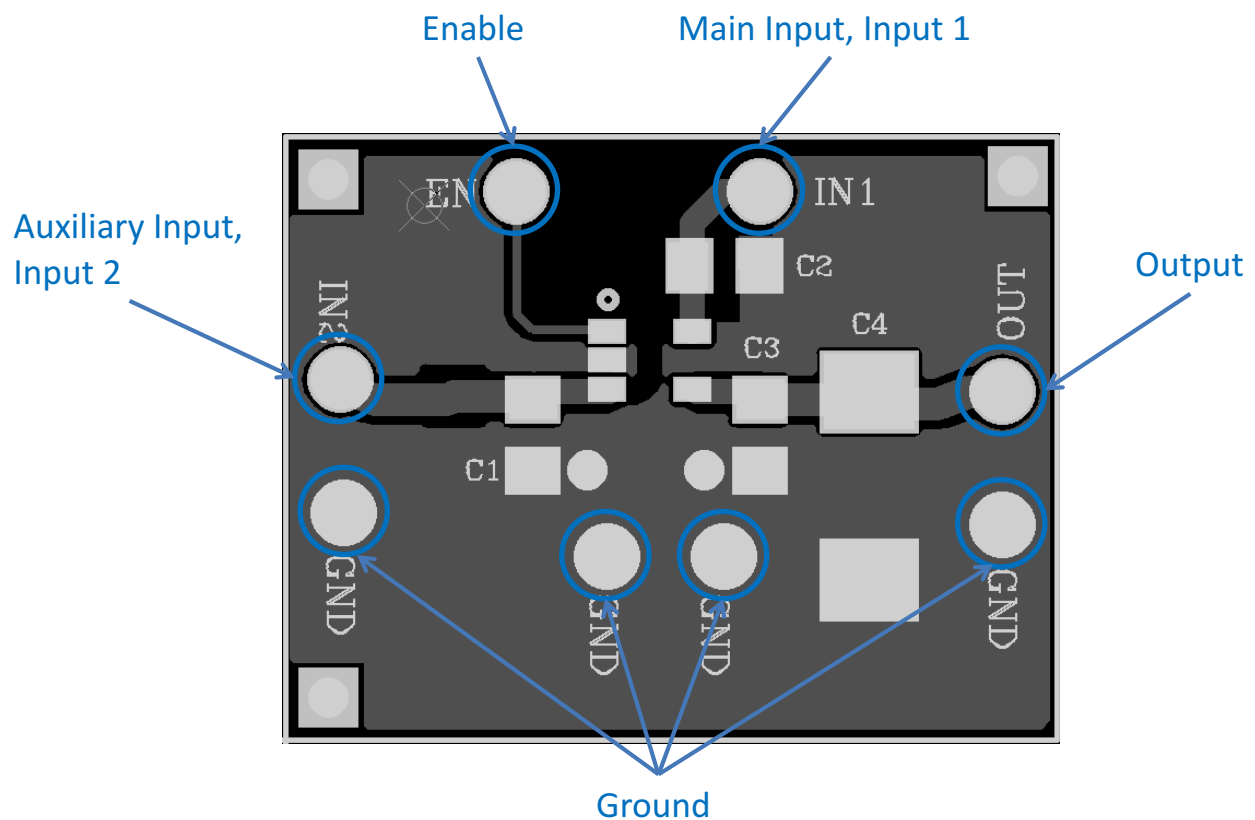 Enable
Main Input, Input 1
EN
IN1
Auxiliary Input,
Input 2
C2
Output
IN2
OUT
C4
C3
C1
GND
GND
GND
GND
Ground